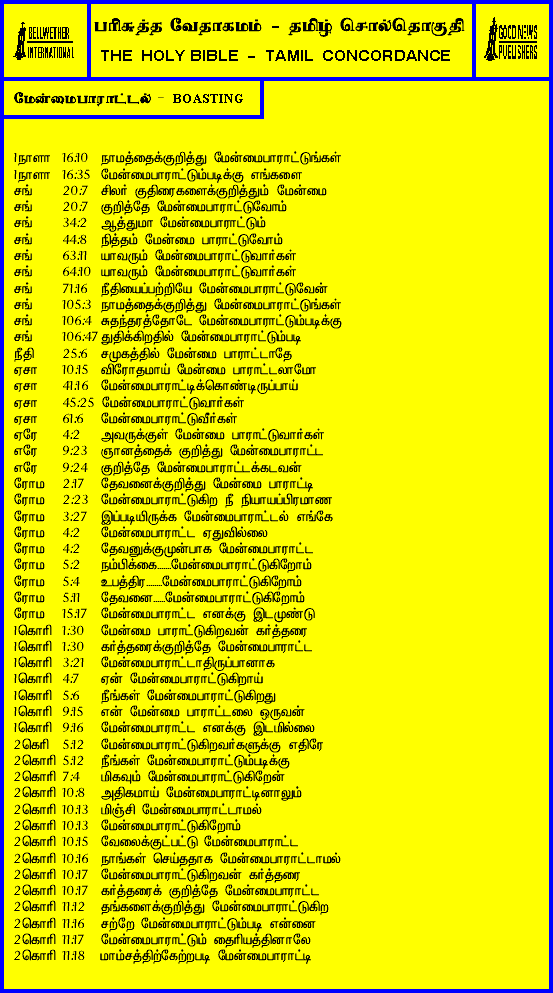 BELLWETHER
INTERNATIONAL
பரிசுத்த வேதாகமம் - தமிழ் சொல்தொகுதி
THE HOLY BIBLE - TAMIL CONCORDANCE
GOOD NEWS
PUBLISHERS
மேன்மைபாராட்டல் - BOASTING
1நாளா 16:10 நாமத்தைக்குறித்து மேன்மைபாராட்டுங்கள்
1நாளா 16:35 மேன்மைபாராட்டும்படிக்கு எங்களை
சங் 20:7 சிலர் குதிரைகளைக்குறித்தும் மேன்மை
சங் 20:7 குறித்தே மேன்மைபாராட்டுவோம்
சங் 34:2 ஆத்துமா மேன்மைபாராட்டும்
சங் 44:8 நித்தம் மேன்மை பாராட்டுவோம்
சங் 63:11 யாவரும் மேன்மைபாராட்டுவார்கள்
சங் 64:10 யாவரும் மேன்மைபாராட்டுவார்கள்
சங் 71:16 நீதியைப்பற்றியே மேன்மைபாராட்டுவேன்
சங் 105:3 நாமத்தைக்குறித்து மேன்மைபாராட்டுங்கள்
சங் 106:4 சுதந்தரத்தோடே மேன்மைபாராட்டும்படிக்கு
சங் 106:47 துதிக்கிறதில் மேன்மைபாராட்டும்படி
நீதி 25:6 சமுகத்தில் மேன்மை பாராட்டாதே
ஏசா 10:15 விரோதமாய் மேன்மை பாராட்டலாமோ
ஏசா 41:16 மேன்மைபாராட்டிக்கொண்டிருப்பாய்
ஏசா 45:25 மேன்மைபாராட்டுவார்கள்
ஏசா 61:6 மேன்மைபாராட்டுவீர்கள்
ஏரே 4:2 அவருக்குள் மேன்மை பாராட்டுவார்கள்
எரே 9:23 ஞானத்தைக் குறித்து மேன்மைபாராட்ட
எரே 9:24 குறித்தே மேன்மைபாராட்டக்கடவன்
ரோம 2:17 தேவனைக்குறித்து மேன்மை பாராட்டி
ரோம 2:23 மேன்மைபாராட்டுகிற நீ நியாயப்பிரமாண
ரோம 3:27 இப்படியிருக்க மேன்மைபாராட்டல் எங்கே
ரோம 4:2 மேன்மைபாராட்ட ஏதுவில்லை
ரோம 4:2 தேவனுக்குமுன்பாக மேன்மைபாராட்ட
ரோம 5:2 நம்பிக்கை......மேன்மைபாராட்டுகிறோம்
ரோம 5:4 உபத்திர.......மேன்மைபாராட்டுகிறோம்
ரோம 5:11 தேவனை.....மேன்மைபாராட்டுகிறோம்
ரோம 15:17 மேன்மைபாராட்ட எனக்கு இடமுண்டு
1கொரி 1:30 மேன்மை பாராட்டுகிறவன் கர்த்தரை
1கொரி 1:30 கர்த்தரைக்குறித்தே மேன்மைபாராட்ட
1கொரி 3:21 மேன்மைபாராட்டாதிருப்பானாக
1கொரி 4:7 ஏன் மேன்மைபாராட்டுகிறாய்
1கொரி 5:6 நீங்கள் மேன்மைபாராட்டுகிறது
1கொரி 9:15 என் மேன்மை பாராட்டலை ஒருவன்
1கொரி 9:16 மேன்மைபாராட்ட எனக்கு இடமில்லை
2கெரி 5:12 மேன்மைபாராட்டுகிறவர்களுக்கு எதிரே
2கொரி 5:12 நீங்கள் மேன்மைபாராட்டும்படிக்கு
2கொரி 7:4 மிகவும் மேன்மைபாராட்டுகிறேன்
2கொரி 10:8 அதிகமாய் மேன்மைபாராட்டினாலும்
2கொரி 10:13 மிஞ்சி மேன்மைபாராட்டாமல்
2கொரி 10:13 மேன்மைபாராட்டுகிறோம்
2கொரி 10:15 வேலைக்குட்பட்டு மேன்மைபாராட்ட
2கொரி 10:16 நாங்கள் செய்ததாக மேன்மைபாராட்டாமல்
2கொரி 10:17 மேன்மைபாராட்டுகிறவன் கர்த்தரை
2கொரி 10:17 கர்த்தரைக் குறித்தே மேன்மைபாராட்ட
2கொரி 11:12 தங்களைக்குறித்து மேன்மைபாராட்டுகிற
2கொரி 11:16 சற்றே மேன்மைபாராட்டும்படி என்னை
2கொரி 11:17 மேன்மைபாராட்டும் தைரியத்தினாலே
2கொரி 11:18 மாம்சத்திற்கேற்றபடி மேன்மைபாராட்டி